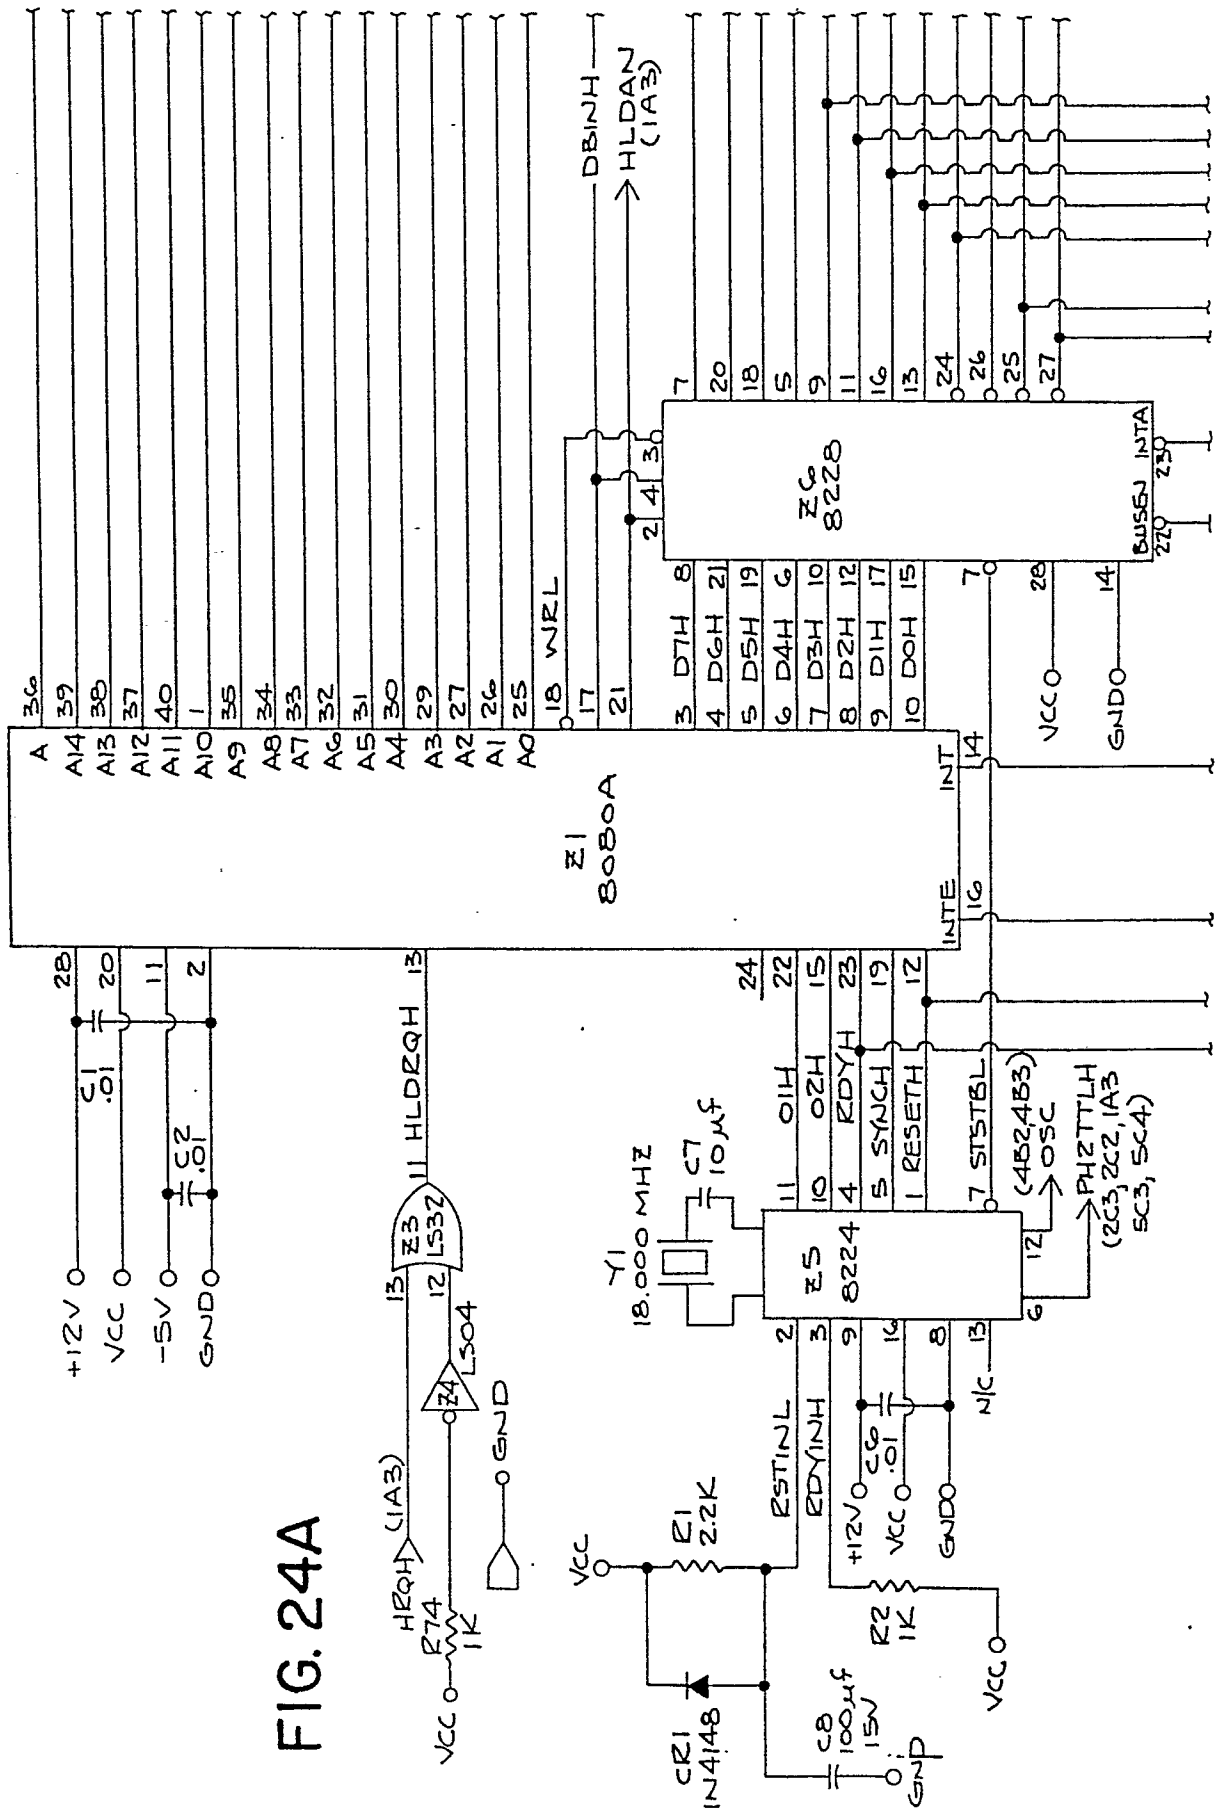 FIG. 24A
+12V
VCC
-5V
GND
C1
.01
C2
.01
28
20
11
2
HRQH (1A3)
R74
1K
VCC
GND
Z4
LS04
13
12
Z3
LS32
11 HLDRQH
13
Z1
8080A
A 36
A14 39
A13 38
A12 37
A11 40
A10 1
A9 35
A8 34
A7 33
A6 32
A5 31
A4 30
A3 29
A2 27
A1 26
A0 25
18 WRL
17
21
DBINH
HLDAN
(1A3)
3 D7H 8
4 D6H 21
5 D5H 19
6 D4H 6
7 D3H 10
8 D2H 12
9 D1H 17
10 D0H 15
INTE
16
INT
14
24
22
15
23
19
12
VCC
R1
2.2K
CR1
1N4148
C8
100µf
15V
GND
R2
1K
VCC
RSTINL
RDYINH
+12V
C6
.01
VCC
GND
N/C
2
3
9
16
8
13
Y1
18.000 MHZ
C7
10µf
Z5
8224
11 01H
10 02H
4 RDYH
5 SYNCH
1 RESETH
7 STSTBL
6
12
(4B2,4B3)
OSC
PH2TTLH
(2C3, 2C2, 1A3
5C3, 5C4)
2
4
3
Z6
8228
7
20
18
5
9
11
16
13
24
26
25
27
7
28
14
VCC
GND
BUSEN
22
INTA
23